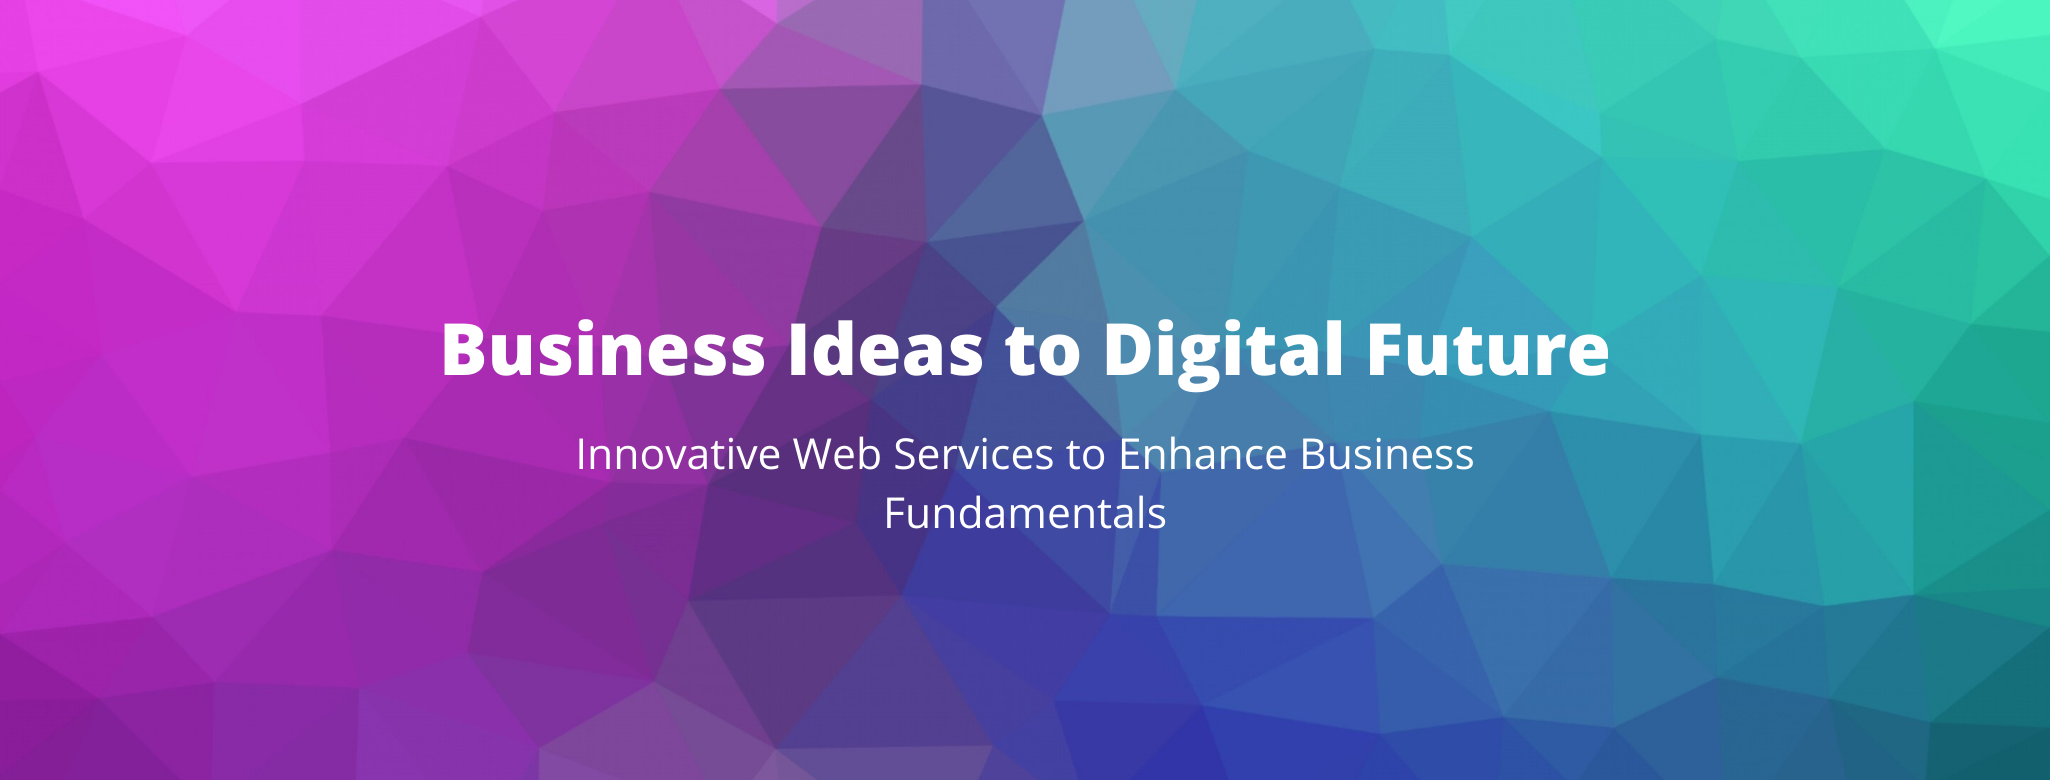 Business Ideas to Digital Future
Innovative Web Services to Enhance Business
Fundamentals